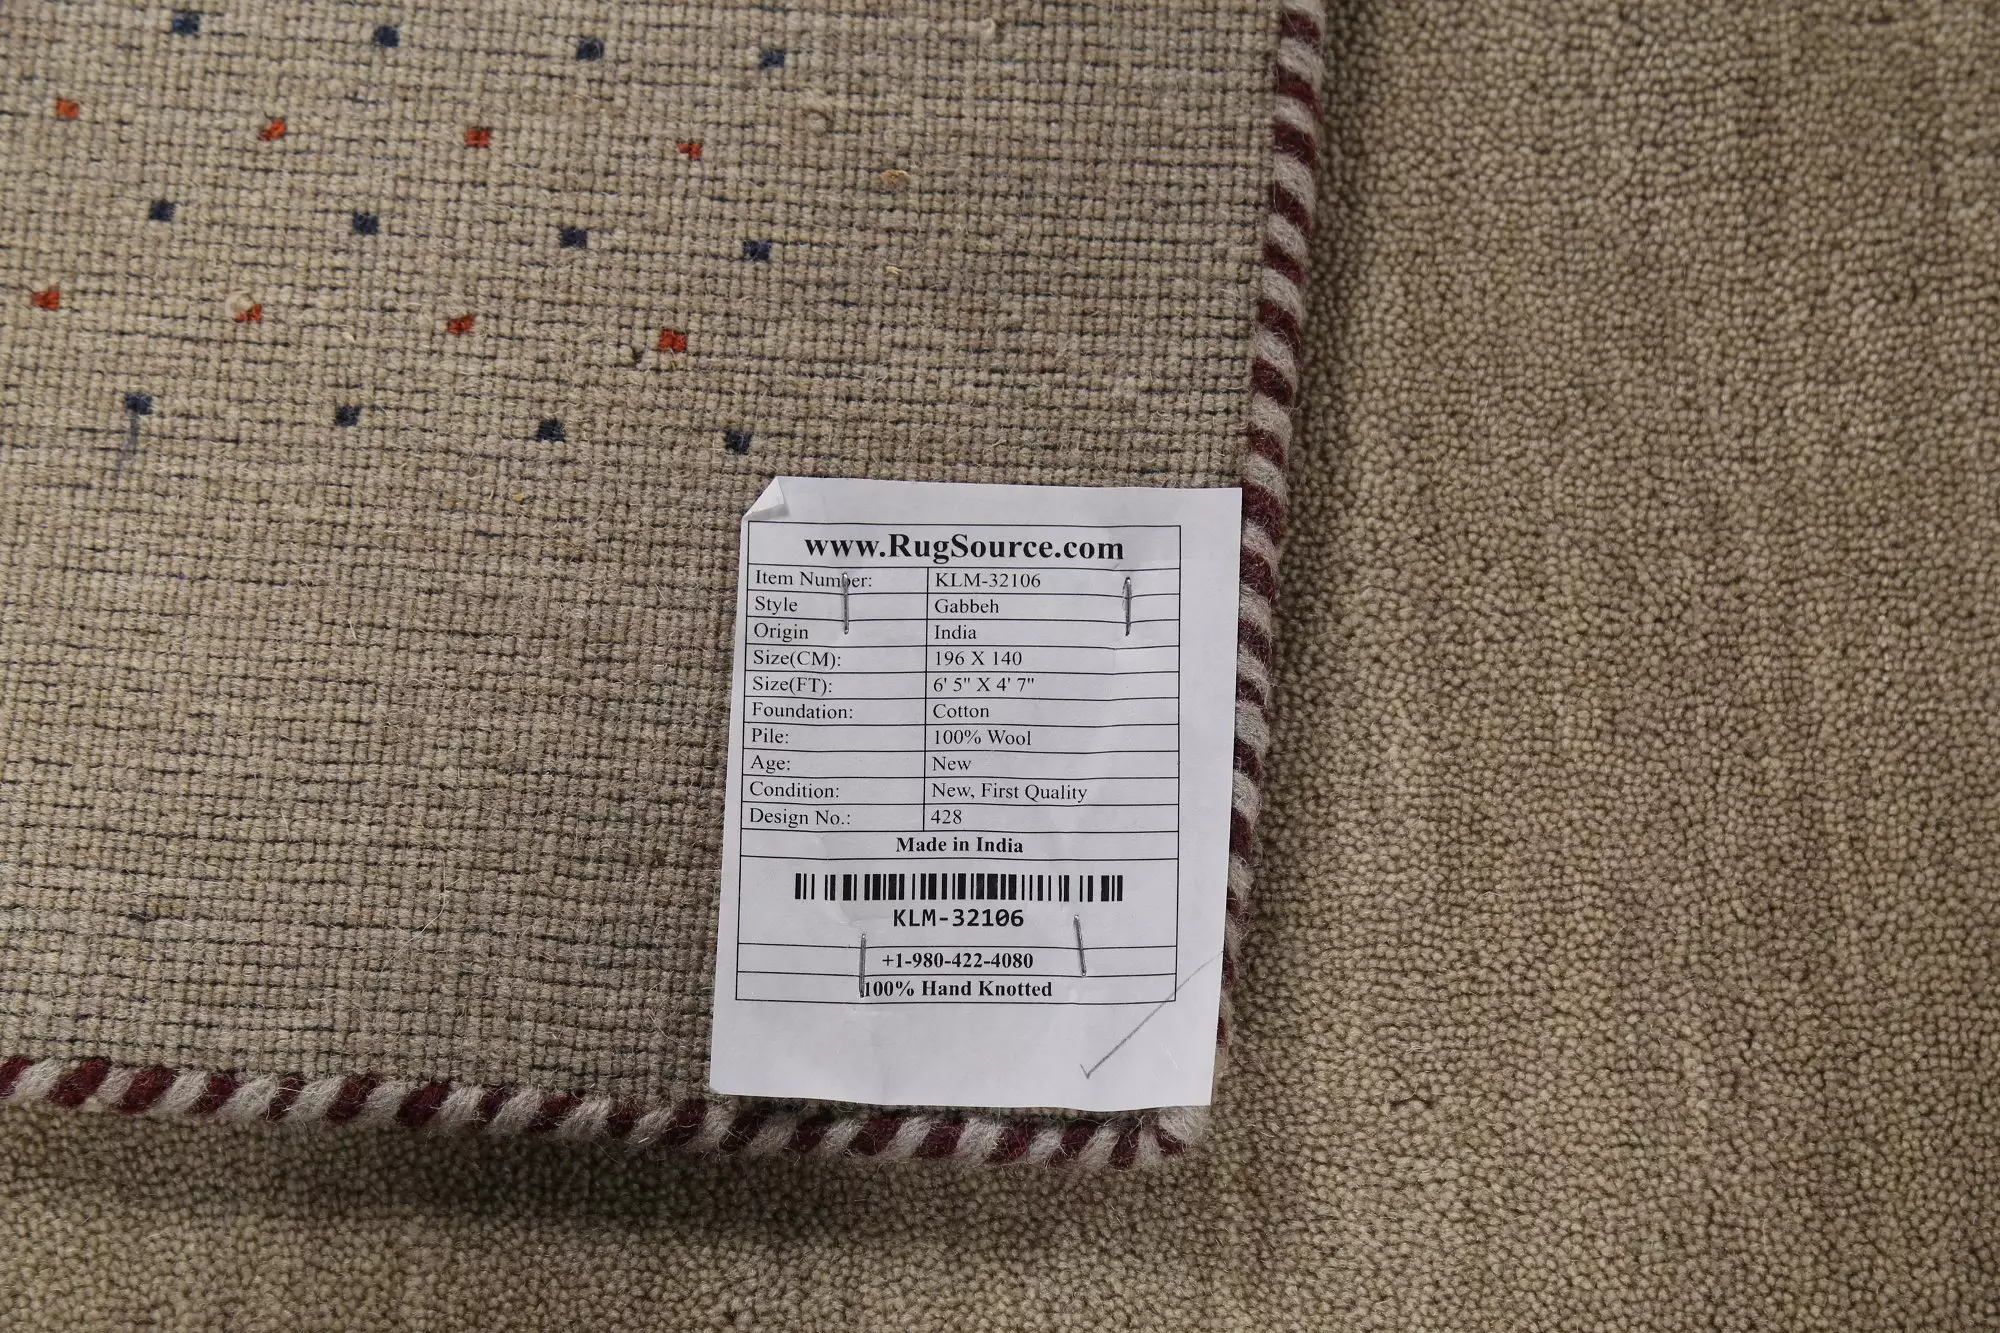 www.RugSource.com
Item Number: KLM-32106
Style Gabbeh
Origin India
Size(CM): 196 X 140
Size(FT): 6' 5" X 4' 7"
Foundation: Cotton
Pile: 100% Wool
Age: New
Condition: New, First Quality
Design No.: 428
Made in India
KLM-32106
+1-980-422-4080
100% Hand Knotted